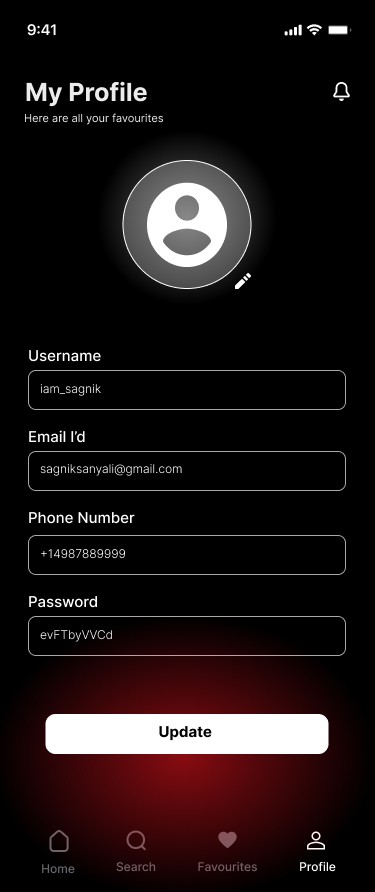 9:41
My Profile
Here are all your favourites
Username
iam_sagnik
Email I'd
sagniksanyali@gmail.com
Phone Number
+14987889999
Password
evFTbyVVCd
Update
Home Search Favourites Profile